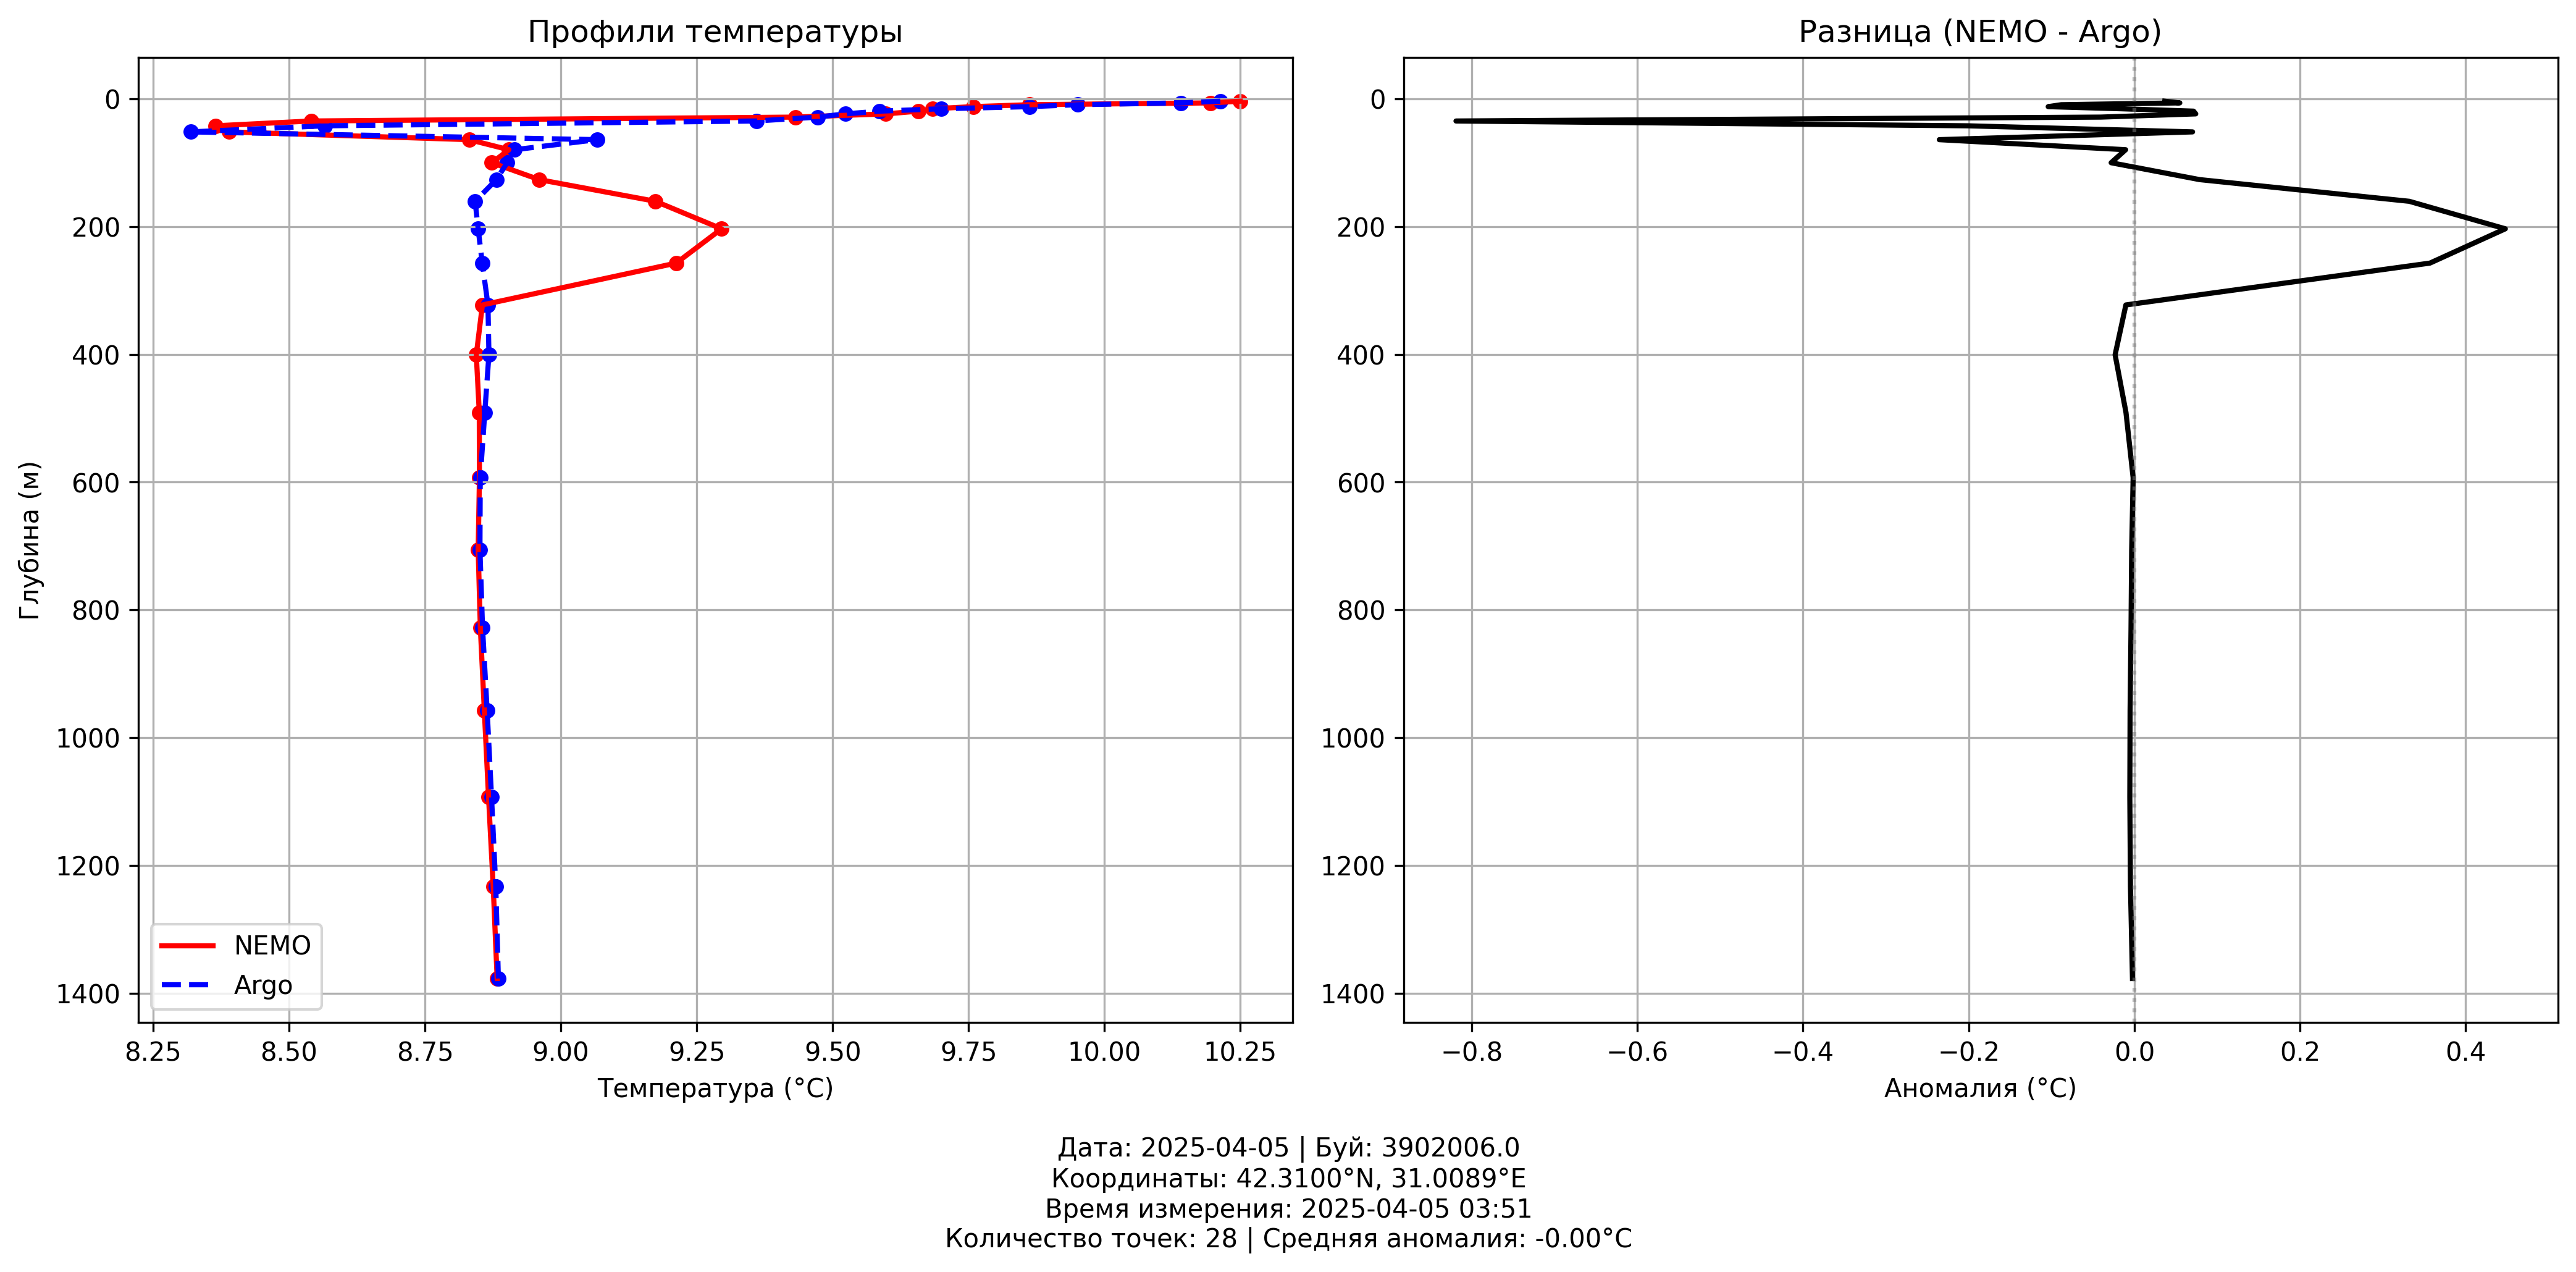 Профили температуры
0
200
400
600
800
1000
1200
1400
Глубина (м)
NEMO
Argo
8.25 8.50 8.75 9.00 9.25 9.50 9.75 10.00 10.25
Температура (°C)
Разница (NEMO - Argo)
0
200
400
600
800
1000
1200
1400
−0.8 −0.6 −0.4 −0.2 0.0 0.2 0.4
Аномалия (°C)
Дата: 2025-04-05 | Буй: 3902006.0
Координаты: 42.3100°N, 31.0089°E
Время измерения: 2025-04-05 03:51
Количество точек: 28 | Средняя аномалия: -0.00°C